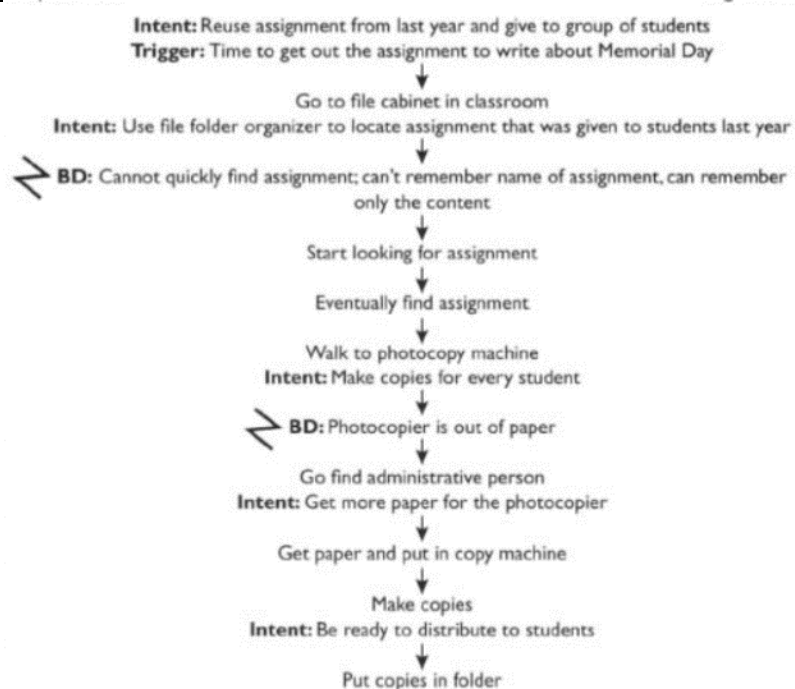 Intent: Reuse assignment from last year and give to group of students
Trigger: Time to get out the assignment to write about Memorial Day
Go to file cabinet in classroom
Intent: Use file folder organizer to locate assignment that was given to students last year
BD: Cannot quickly find assignment; can't remember name of assignment, can remember
only the content
Start looking for assignment
Eventually find assignment
Walk to photocopy machine
Intent: Make copies for every student
BD: Photocopier is out of paper
Go find administrative person
Intent: Get more paper for the photocopier
Get paper and put in copy machine
Make copies
Intent: Be ready to distribute to students
Put copies in folder